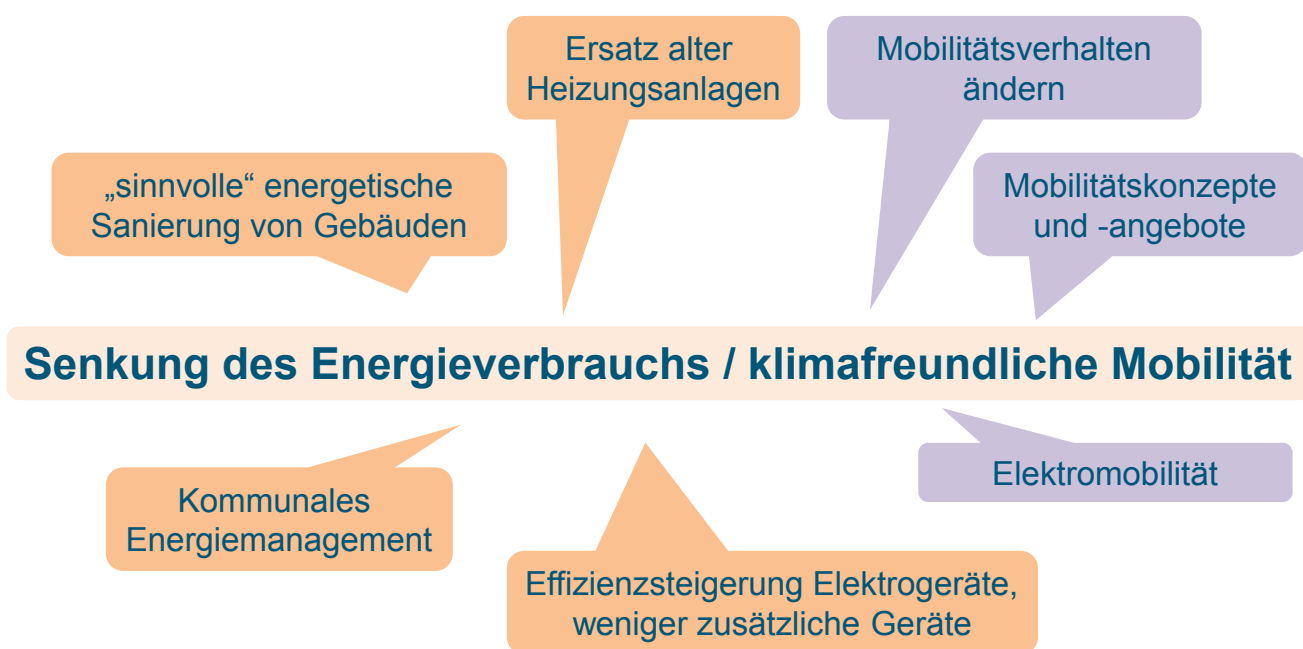 Ersatz alter
Heizungsanlagen
Mobilitätsverhalten
ändern
„sinnvolle“ energetische
Sanierung von Gebäuden
Mobilitätskonzepte
und -angebote
Senkung des Energieverbrauchs / klimafreundliche Mobilität
Kommunales
Energiemanagement
Elektromobilität
Effizienzsteigerung Elektrogeräte,
weniger zusätzliche Geräte